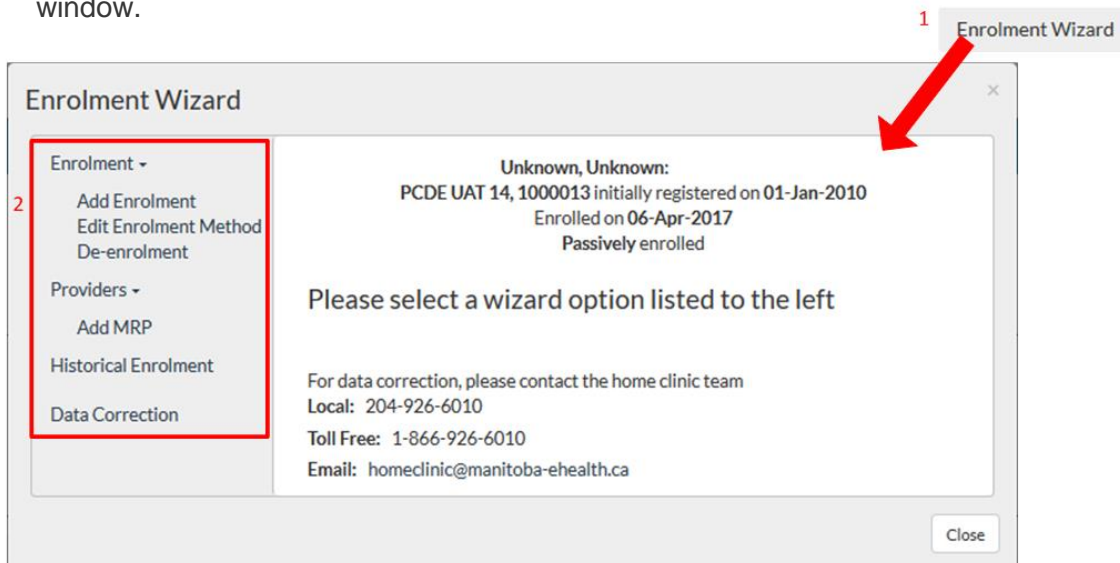 window.
1
Enrolment Wizard
Enrolment Wizard
×
2
Enrolment
Add Enrolment
Edit Enrolment Method
De-enrolment
Providers
Add MRP
Historical Enrolment
Data Correction
Unknown, Unknown:
PCDE UAT 14, 1000013 initially registered on 01-Jan-2010
Enrolled on 06-Apr-2017
Passively enrolled
Please select a wizard option listed to the left
For data correction, please contact the home clinic team
Local: 204-926-6010
Toll Free: 1-866-926-6010
Email: homeclinic@manitoba-ehealth.ca
Close